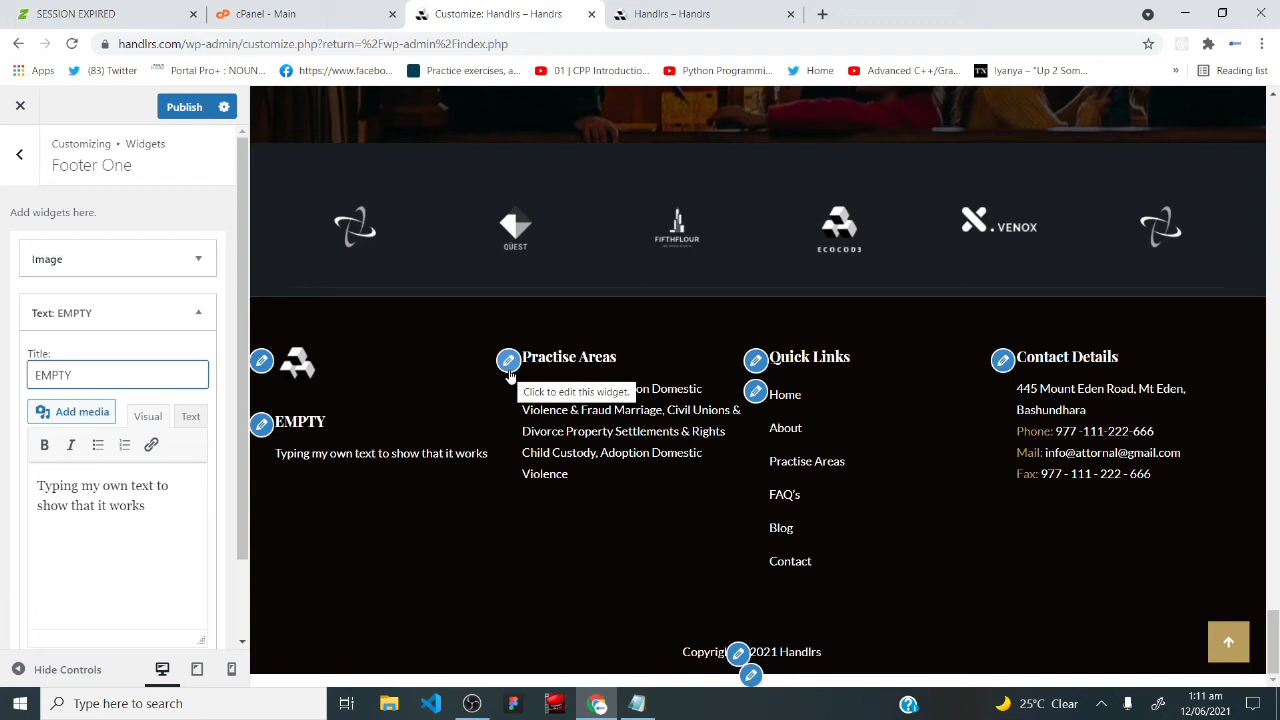 SESSION EXPIRED
cPanel - Main
Customize: Handlrs – Handrs
Handlrs – Handrs
handlrs.com/wp-admin/customize.php?return=%2Fwp-admin%2Findex.php
Apps
(3) Twitter
Portal Pro+ : NOUN...
https://www.facebo...
Practice exercises, a...
01 | CPP Introductio...
Python Programmi...
Home
Advanced C++/Gra...
TX
Iyanya – "Up 2 Som...
»
Reading list
Publish
Customizing ▸ Widgets
Footer One
Add widgets here.
Image
Text: EMPTY
Title:
EMPTY
Add media
Visual
Text
B
I
Typing my own text to
show that it works
Hide Controls
QUEST
FIFTHFLOUR
ECOCOD3
X. VENOX
EMPTY
Typing my own text to show that it works
Practise Areas
Click to edit this widget.
on Domestic
Violence & Fraud Marriage, Civil Unions &
Divorce Property Settlements & Rights
Child Custody, Adoption Domestic
Violence
Quick Links
Home
About
Practise Areas
FAQ's
Blog
Contact
Contact Details
445 Mount Eden Road, Mt Eden,
Bashundhara
Phone: 977 -111-222-666
Mail: info@attornal@gmail.com
Fax: 977 - 111 - 222 - 666
Copyrig 2021 Handlrs
Type here to search
25°C Clear
1:11 am
12/06/2021